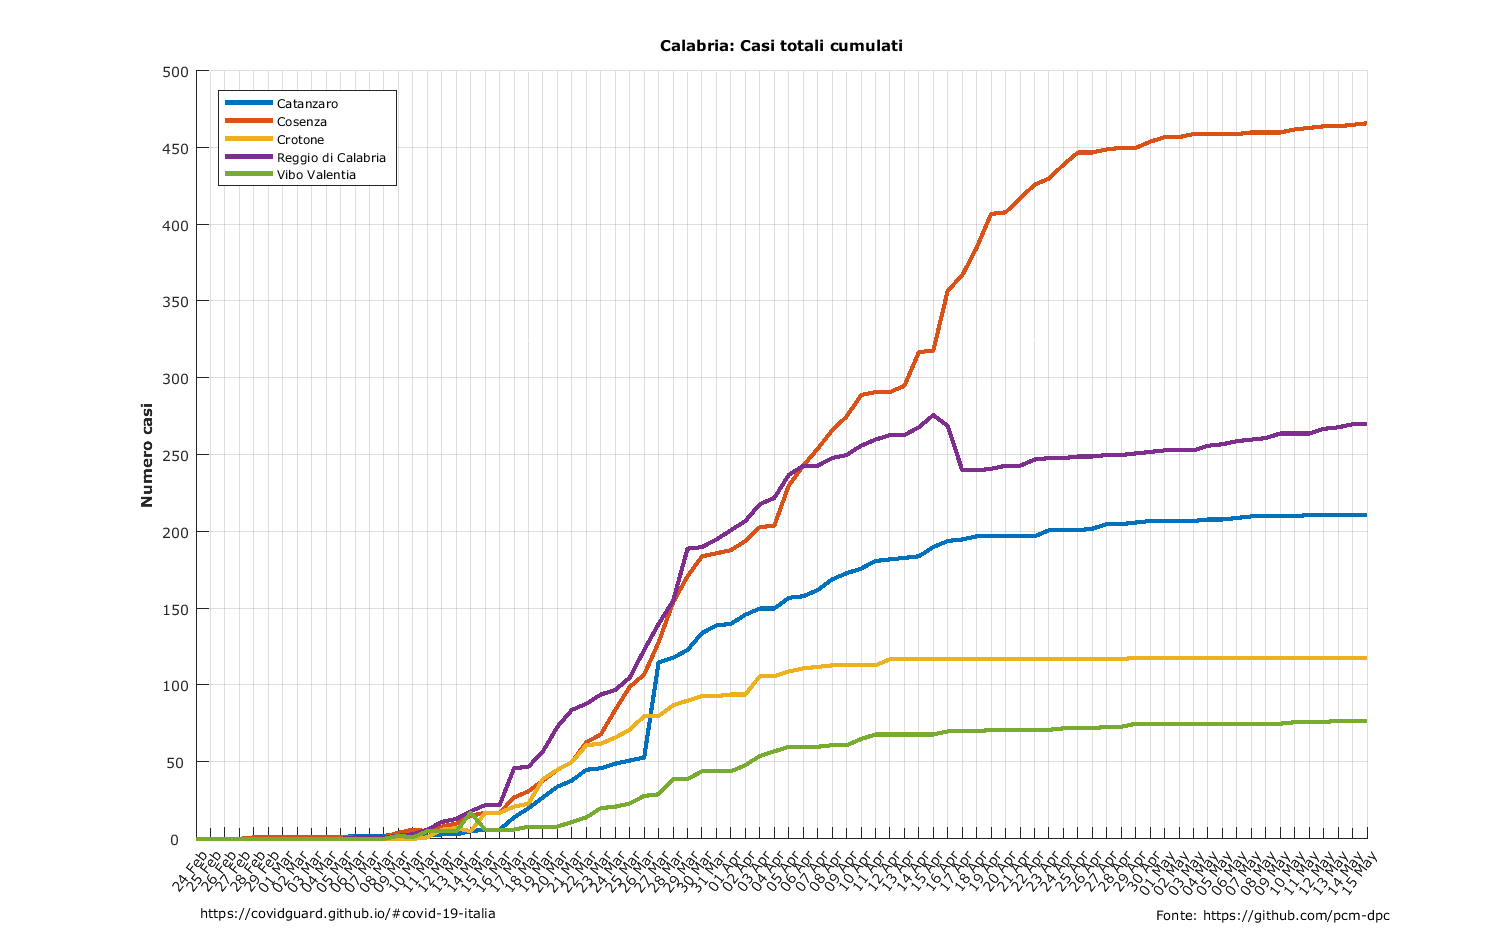 Calabria: Casi totali cumulati
500
450
400
350
300
250
200
150
100
50
0
Numero casi
Catanzaro
Cosenza
Crotone
Reggio di Calabria
Vibo Valentia
24 Feb
25 Feb
26 Feb
27 Feb
28 Feb
29 Feb
01 Mar
02 Mar
03 Mar
04 Mar
05 Mar
06 Mar
07 Mar
08 Mar
09 Mar
10 Mar
11 Mar
12 Mar
13 Mar
14 Mar
15 Mar
16 Mar
17 Mar
18 Mar
19 Mar
20 Mar
21 Mar
22 Mar
23 Mar
24 Mar
25 Mar
26 Mar
27 Mar
28 Mar
29 Mar
30 Mar
31 Mar
01 Apr
02 Apr
03 Apr
04 Apr
05 Apr
06 Apr
07 Apr
08 Apr
09 Apr
10 Apr
11 Apr
12 Apr
13 Apr
14 Apr
15 Apr
16 Apr
17 Apr
18 Apr
19 Apr
20 Apr
21 Apr
22 Apr
23 Apr
24 Apr
25 Apr
26 Apr
27 Apr
28 Apr
29 Apr
30 Apr
01 May
02 May
03 May
04 May
05 May
06 May
07 May
08 May
09 May
10 May
11 May
12 May
13 May
14 May
15 May
https://covidguard.github.io/#covid-19-italia
Fonte: https://github.com/pcm-dpc